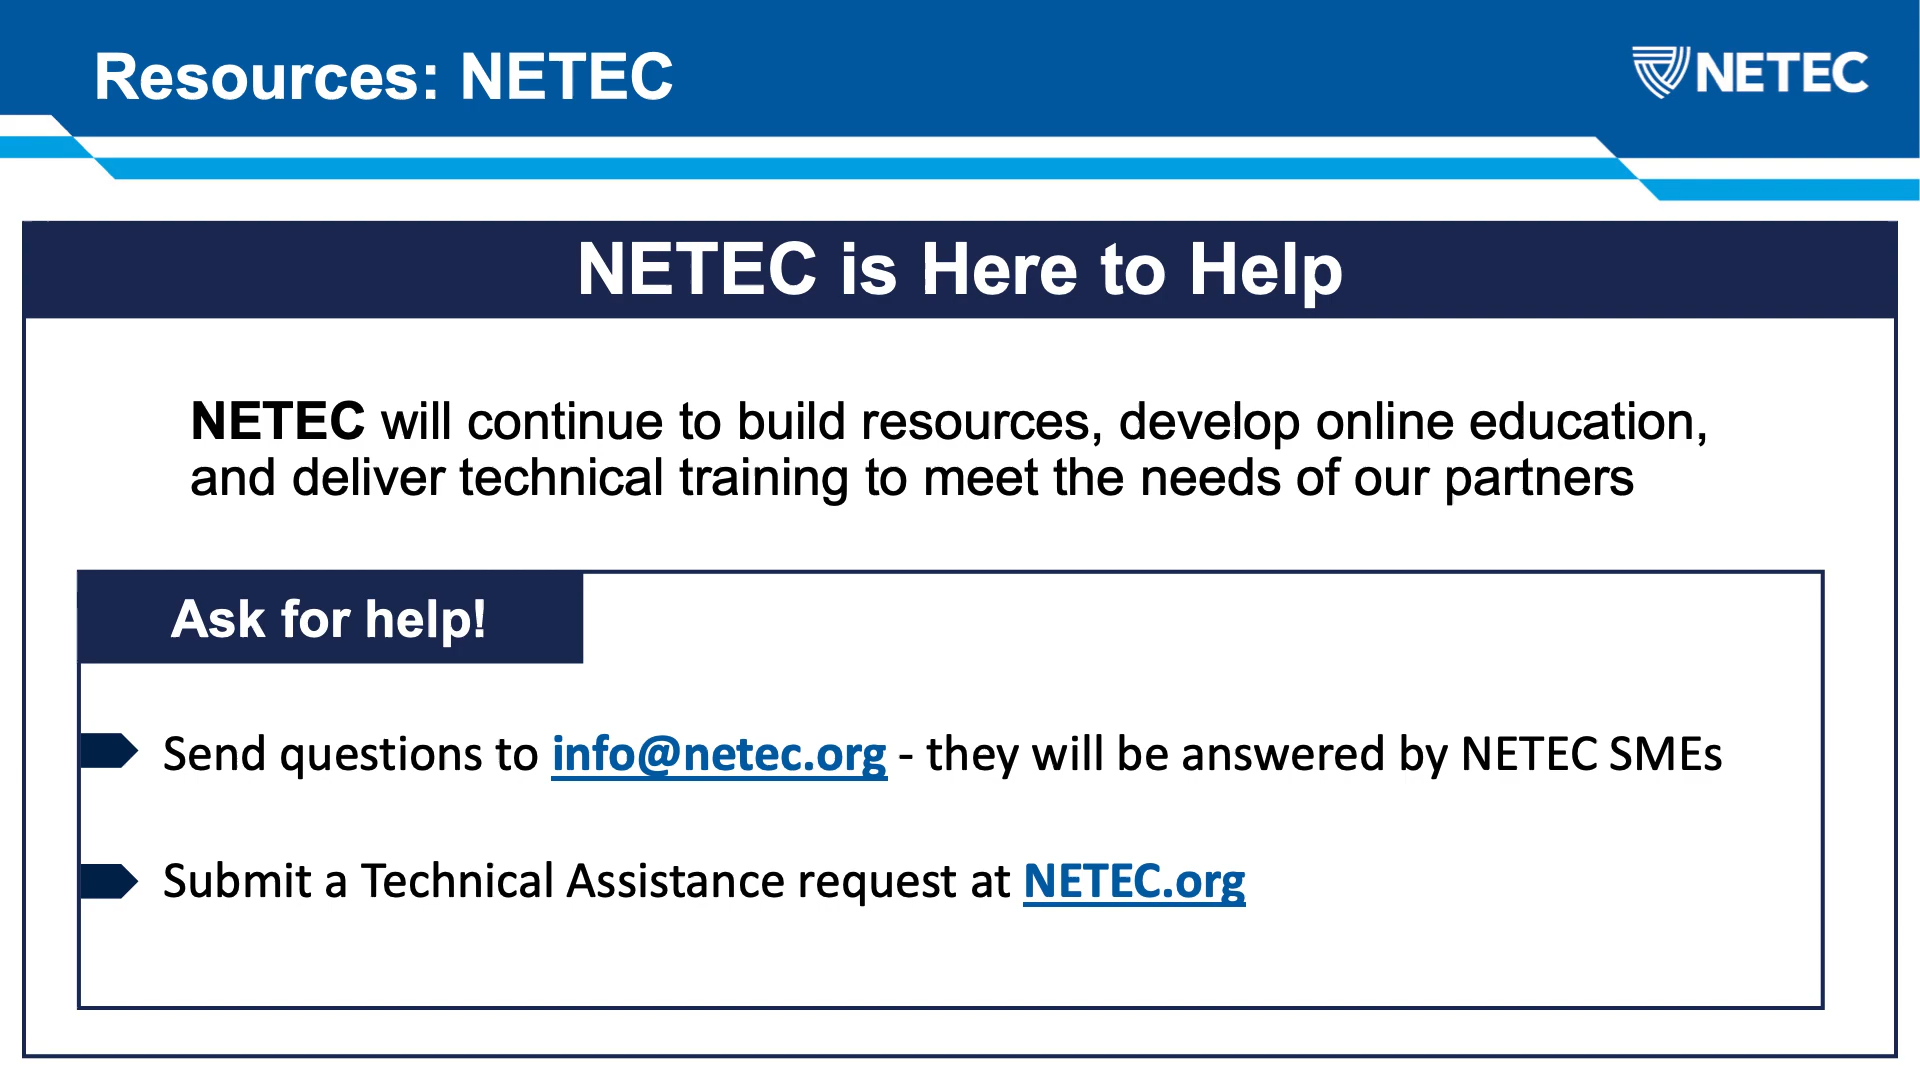 Resources: NETEC
NETEC
NETEC is Here to Help
NETEC will continue to build resources, develop online education,
and deliver technical training to meet the needs of our partners
Ask for help!
Send questions to info@netec.org - they will be answered by NETEC SMEs
Submit a Technical Assistance request at NETEC.org